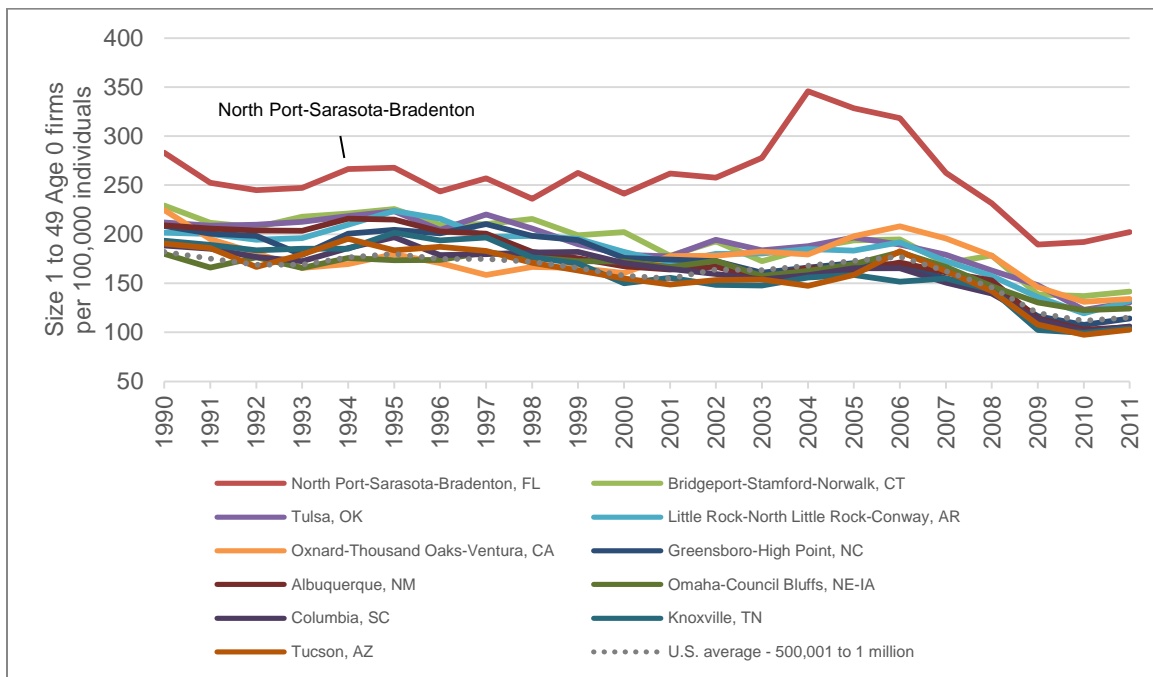 Size 1 to 49 Age 0 firms
per 100,000 individuals
400
350
300
250
200
150
100
50
North Port-Sarasota-Bradenton
1990
1991
1992
1993
1994
1995
1996
1997
1998
1999
2000
2001
2002
2003
2004
2005
2006
2007
2008
2009
2010
2011
North Port-Sarasota-Bradenton, FL
Bridgeport-Stamford-Norwalk, CT
Tulsa, OK
Little Rock-North Little Rock-Conway, AR
Oxnard-Thousand Oaks-Ventura, CA
Greensboro-High Point, NC
Albuquerque, NM
Omaha-Council Bluffs, NE-IA
Columbia, SC
Knoxville, TN
Tucson, AZ
U.S. average - 500,001 to 1 million